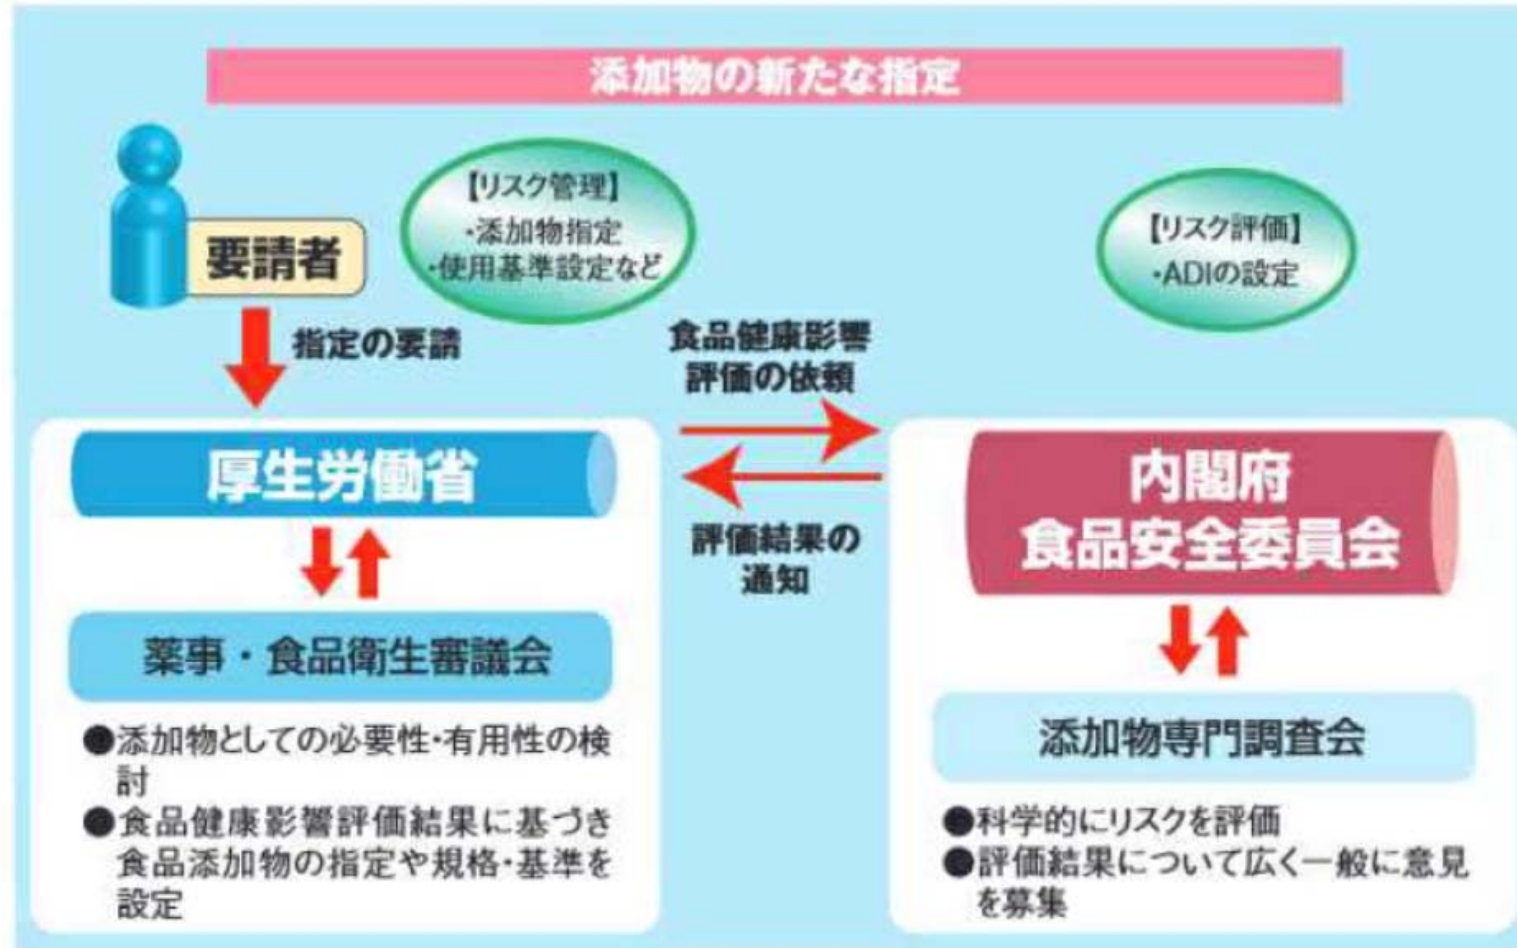 添加物の新たな指定
【リスク管理】
・添加物指定
・使用基準設定など
【リスク評価】
・ADIの設定
要請者
指定の要請
食品健康影響
評価の依頼
厚生労働省
内閣府
食品安全委員会
評価結果の
通知
薬事・食品衛生審議会
●添加物としての必要性・有用性の検
討
●食品健康影響評価結果に基づき
食品添加物の指定や規格・基準を
設定
添加物専門調査会
●科学的にリスクを評価
●評価結果について広く一般に意見
を募集